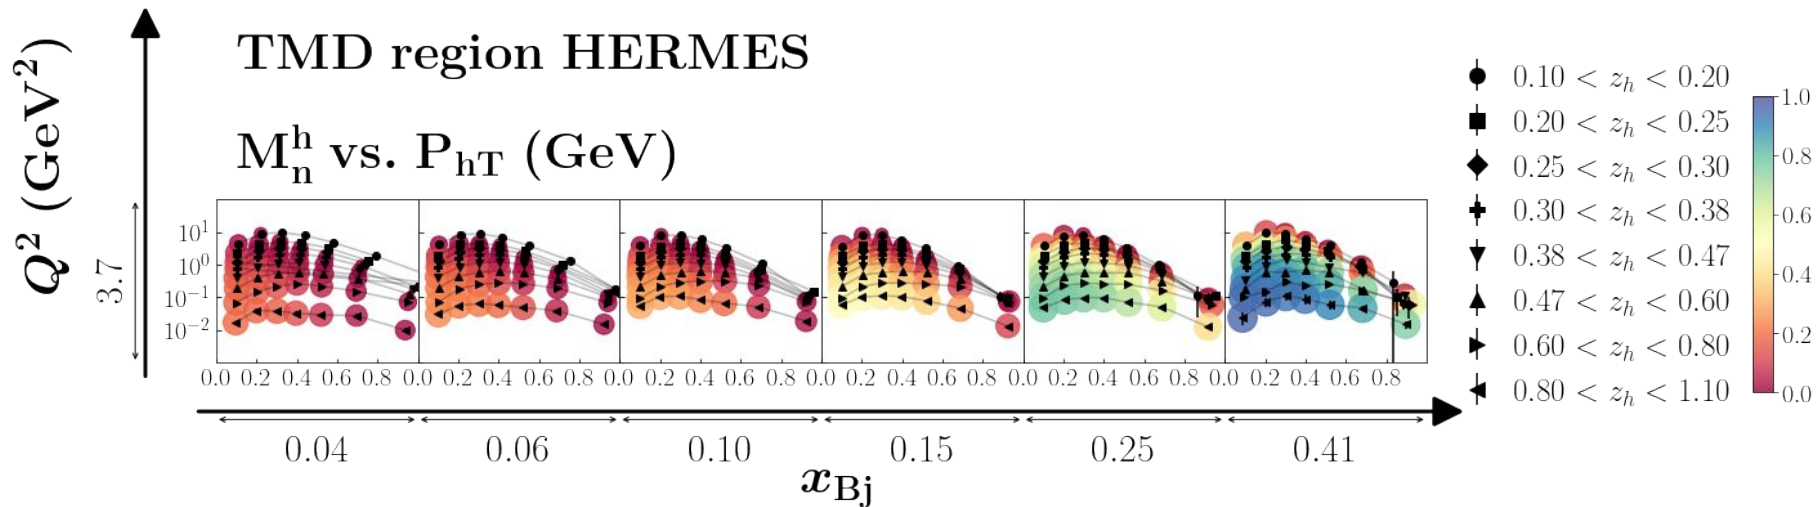 TMD region HERMES
M_n^h vs. P_hT (GeV)
Q² (GeV²)
3.7
10¹
10⁰
10⁻¹
10⁻²
0.0 0.2 0.4 0.6 0.8 0.0 0.2 0.4 0.6 0.8 0.0 0.2 0.4 0.6 0.8 0.0 0.2 0.4 0.6 0.8 0.0 0.2 0.4 0.6 0.8 0.0 0.2 0.4 0.6 0.8
0.04 0.06 0.10 0.15 0.25 0.41
x_Bj
0.10 < z_h < 0.20
0.20 < z_h < 0.25
0.25 < z_h < 0.30
0.30 < z_h < 0.38
0.38 < z_h < 0.47
0.47 < z_h < 0.60
0.60 < z_h < 0.80
0.80 < z_h < 1.10
1.0
0.8
0.6
0.4
0.2
0.0